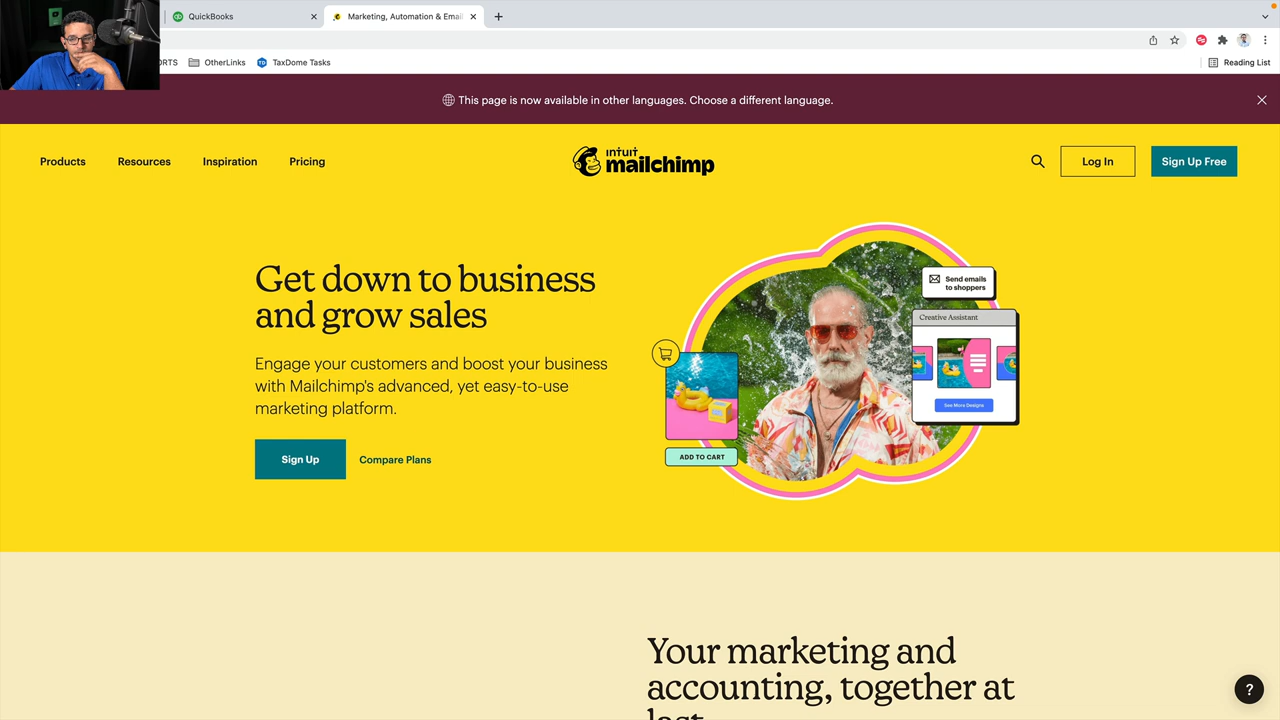 QuickBooks
Marketing, Automation & Emai
ORTS
OtherLinks
TaxDome Tasks
Reading List
This page is now available in other languages. Choose a different language.
Products
Resources
Inspiration
Pricing
intuit
mailchimp
Log In
Sign Up Free
Get down to business
and grow sales
Engage your customers and boost your business
with Mailchimp's advanced, yet easy-to-use
marketing platform.
Sign Up
Compare Plans
Send emails
to shoppers
Creative Assistant
See More Designs
ADD TO CART
Your marketing and
accounting, together at
last
?